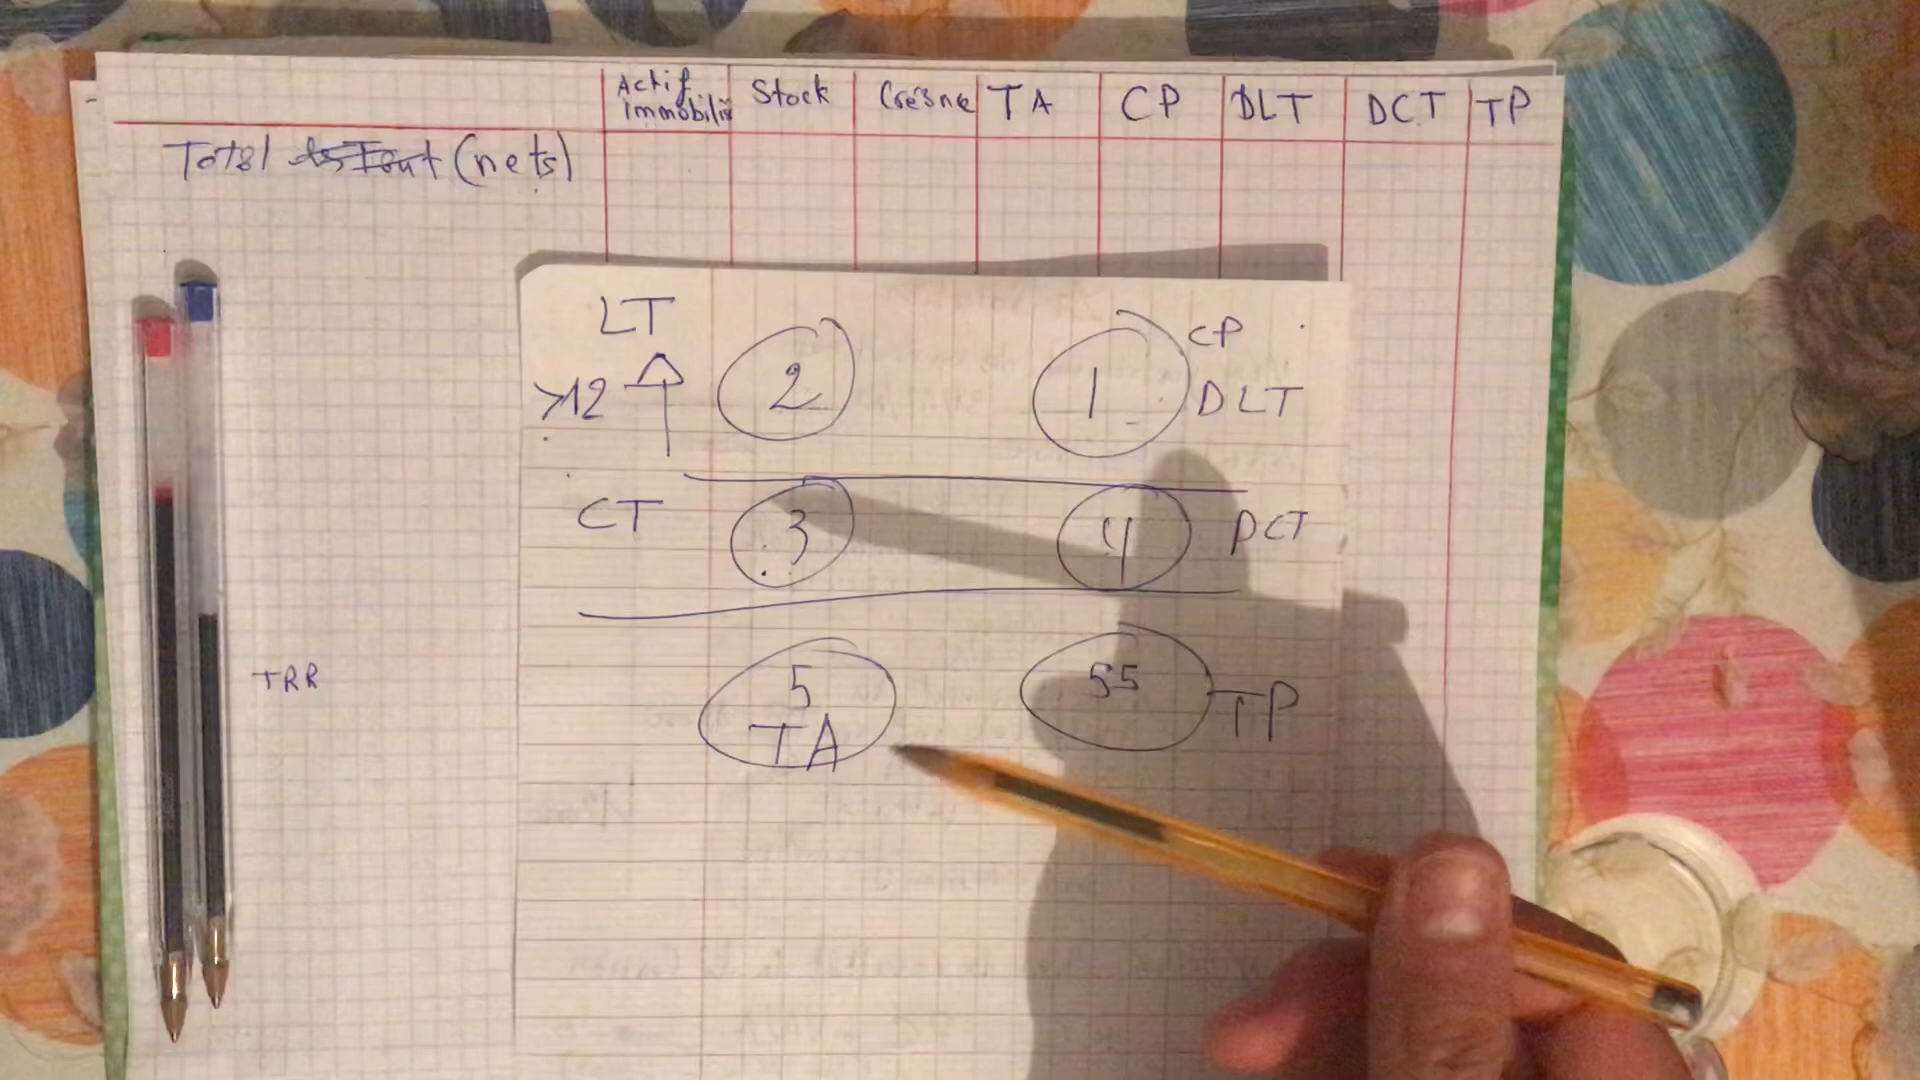 Actif Immobilisé Stock Créane TA CP DLT DCT TP
Total (nets)
LT
>12 2 1 CP
DLT
CT 3 4 DCT
5 55 TP
TA
TRR